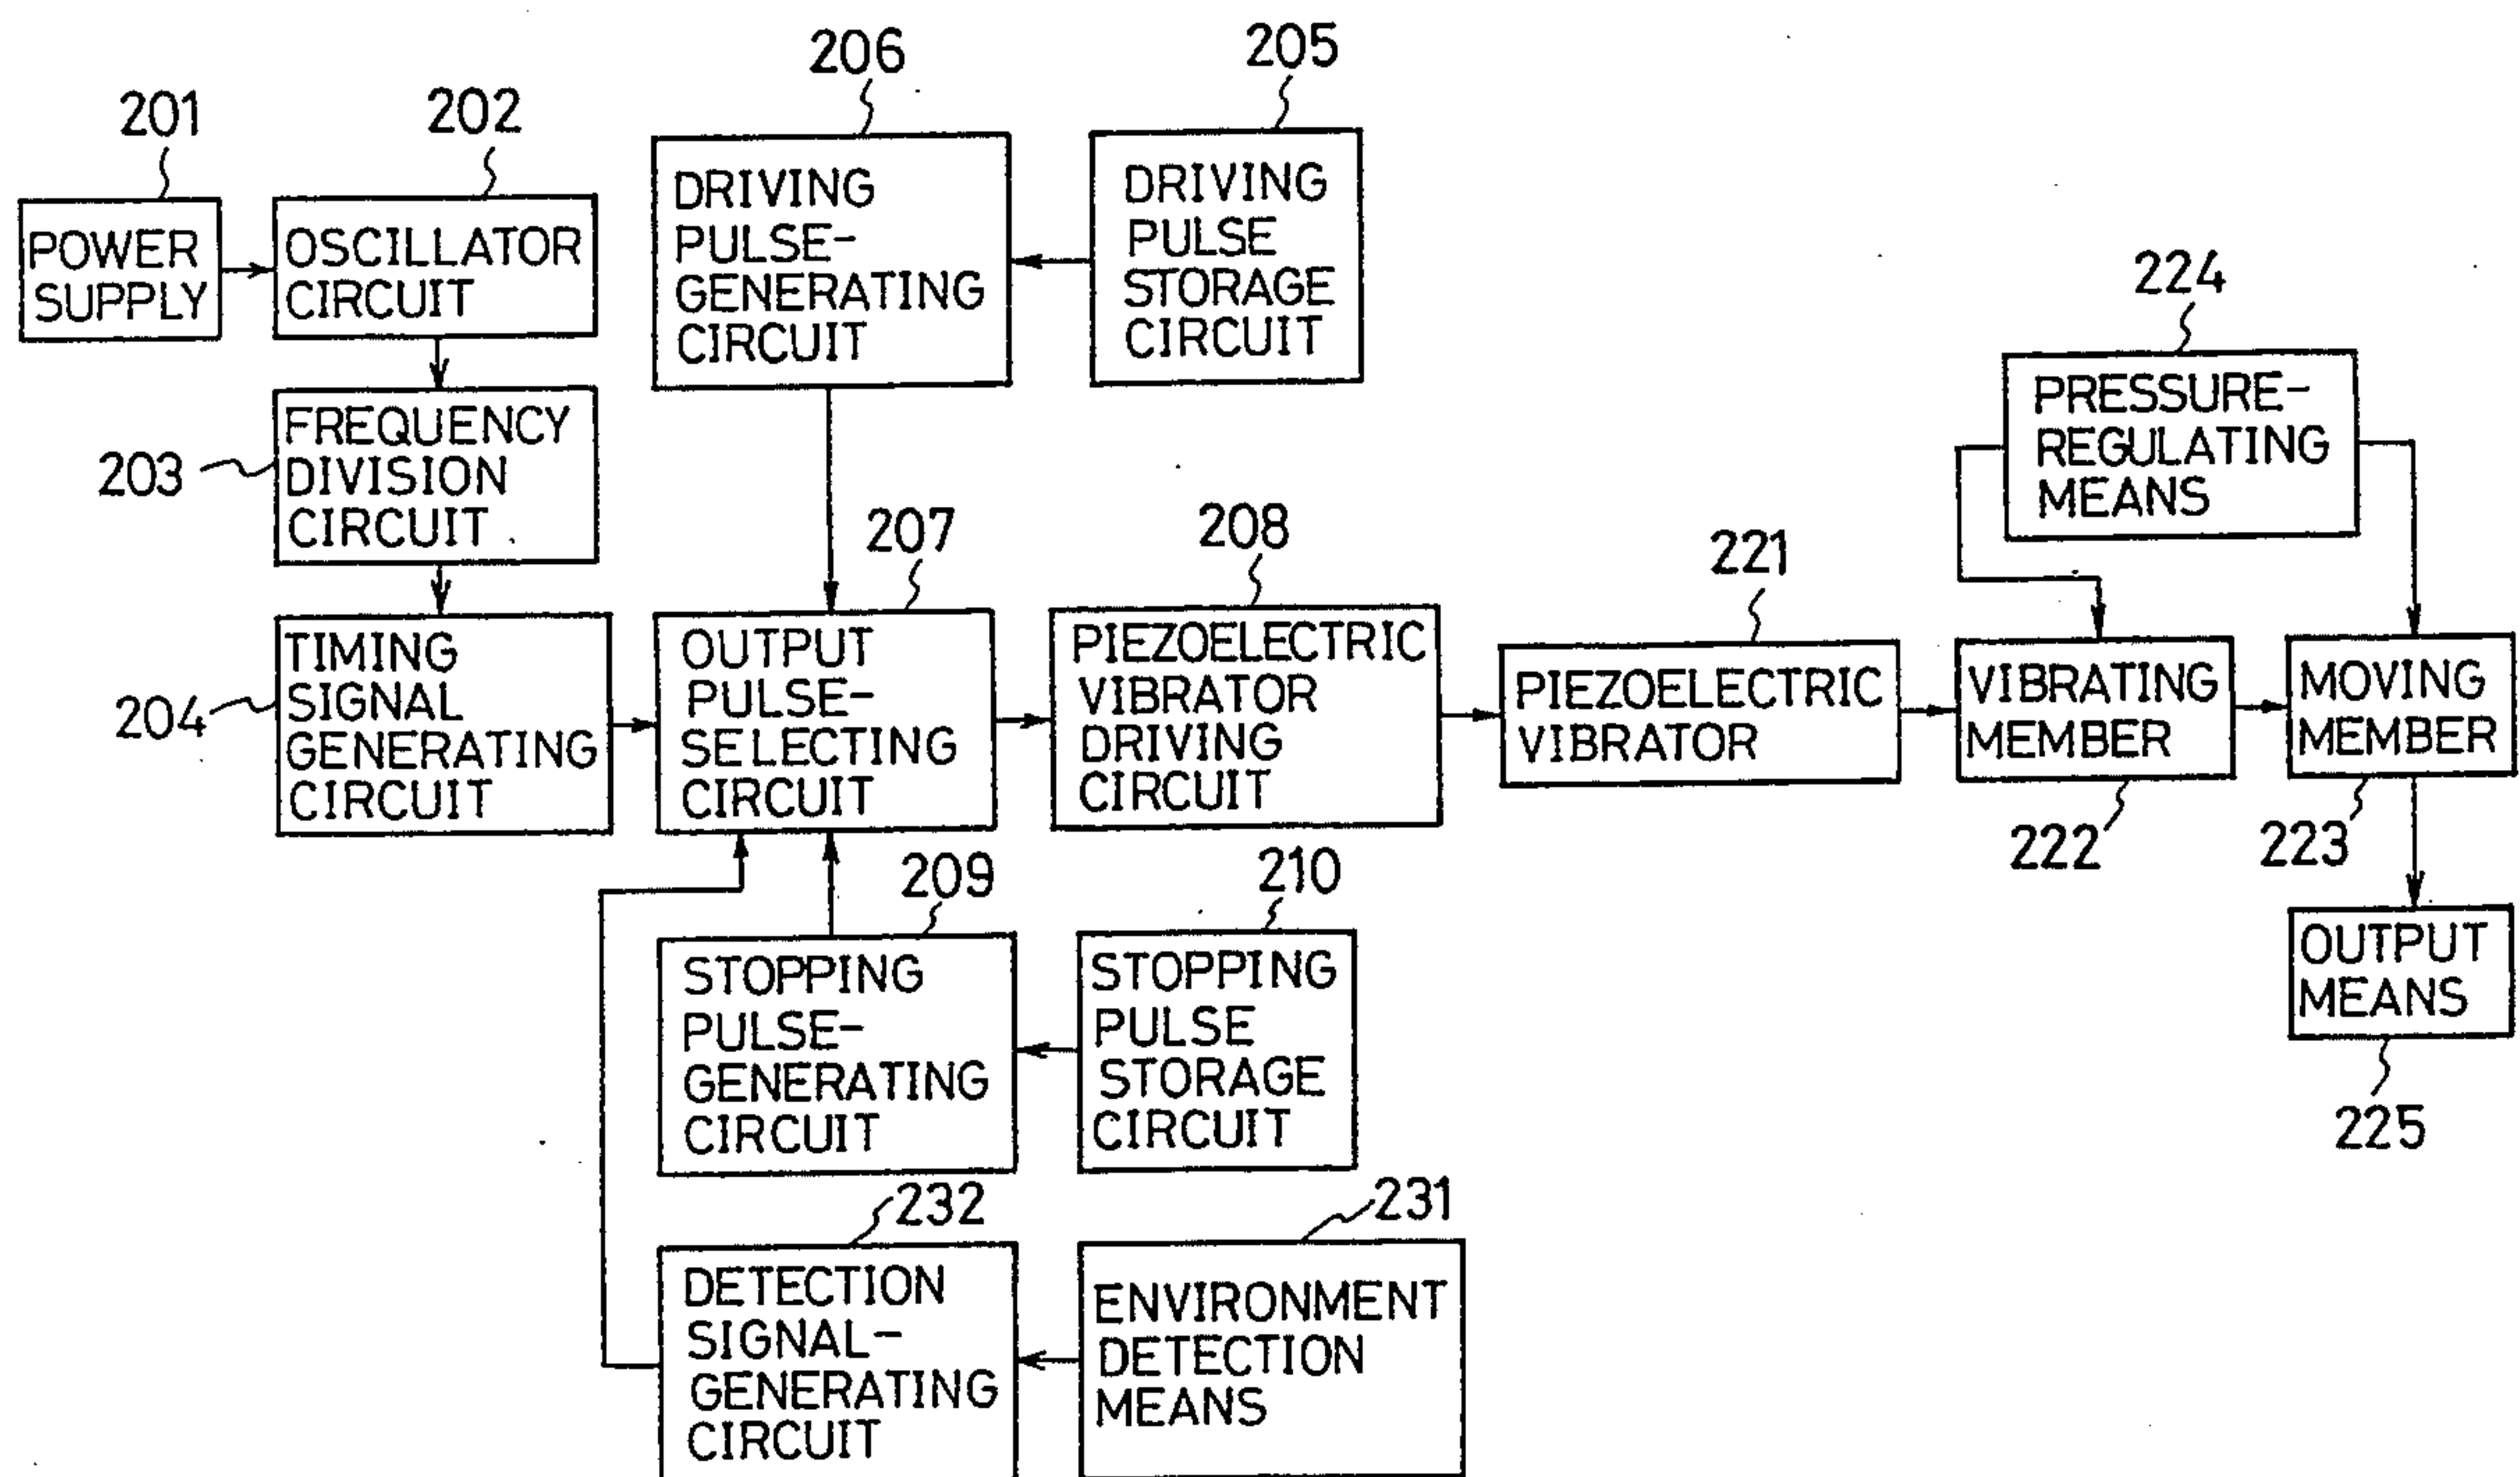 201
POWER
SUPPLY
202
OSCILLATOR
CIRCUIT
203
FREQUENCY
DIVISION
CIRCUIT
204
TIMING
SIGNAL
GENERATING
CIRCUIT
206
DRIVING
PULSE-
GENERATING
CIRCUIT
205
DRIVING
PULSE
STORAGE
CIRCUIT
207
OUTPUT
PULSE-
SELECTING
CIRCUIT
208
PIEZOELECTRIC
VIBRATOR
DRIVING
CIRCUIT
221
PIEZOELECTRIC
VIBRATOR
224
PRESSURE-
REGULATING
MEANS
VIBRATING
MEMBER
222
MOVING
MEMBER
223
OUTPUT
MEANS
225
209
STOPPING
PULSE-
GENERATING
CIRCUIT
210
STOPPING
PULSE
STORAGE
CIRCUIT
232
DETECTION
SIGNAL-
GENERATING
CIRCUIT
231
ENVIRONMENT
DETECTION
MEANS